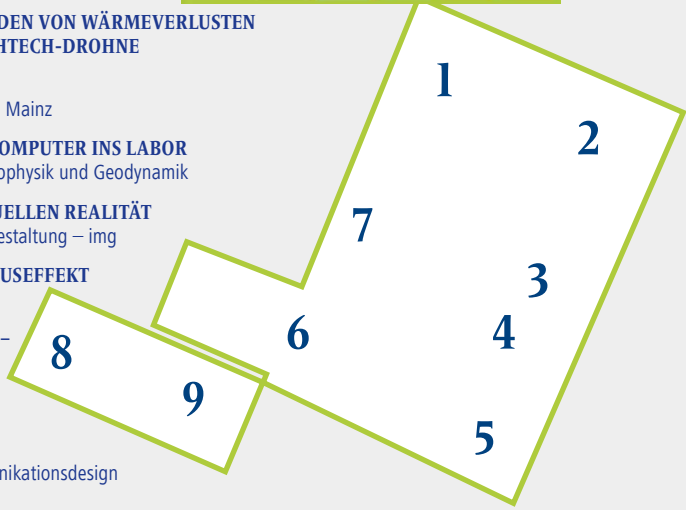 DEN VON WÄRMEVERLUSTEN
HTECH-DROHNE
Mainz
OMPUTER INS LABOR
ophysik und Geodynamik
UELLEN REALITÄT
estaltung – img
USEFFEKT
–
nikationsdesign
1
2
7
3
6
4
8
9
5